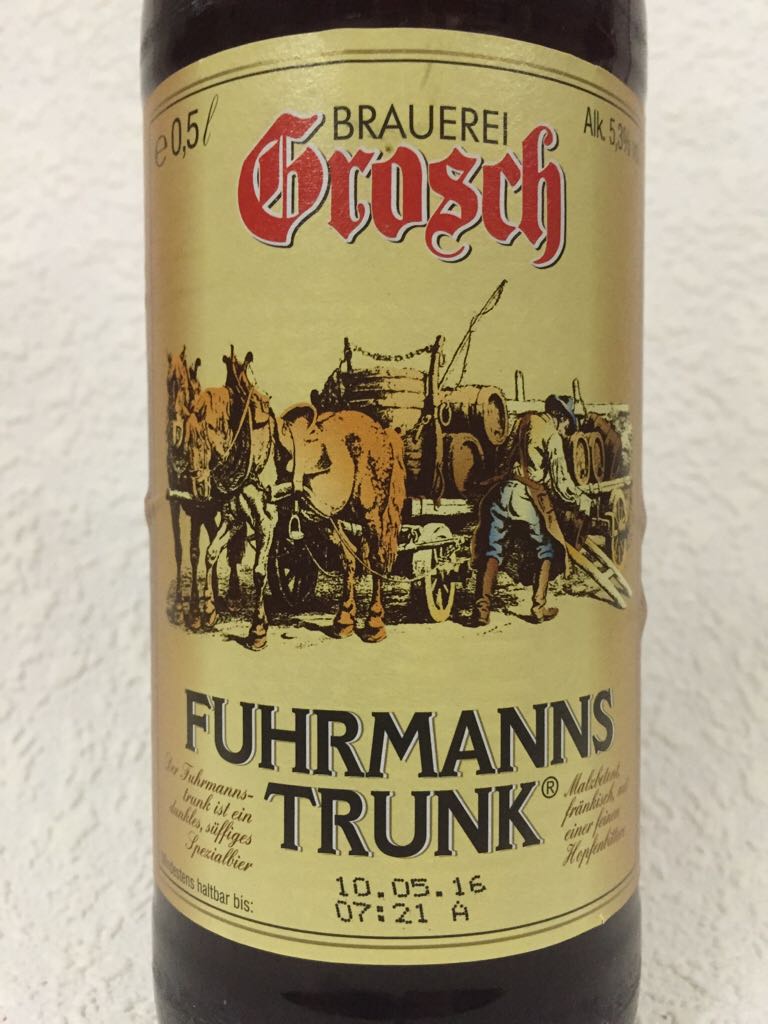 e 0,5 l
BRAUEREI
Alk. 5,3%
Grosch
FUHRMANNS
TRUNK®
Der Fuhrmanns-
trunk ist ein
dunkles, süffiges
Spezialbier
Malzbetont,
fränkisch, mit
einer feinen
Hopfenbittere
Mindestens haltbar bis:
10.05.16
07:21 A